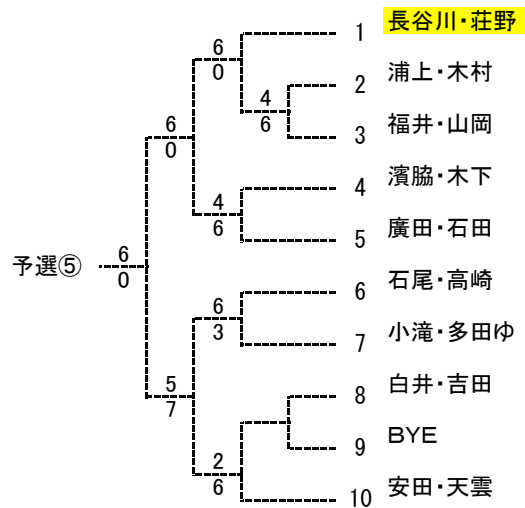 予選⑤
6
0
6
0
6
0
4
6
4
6
5
7
6
3
2
6
1 長谷川・荘野
2 浦上・木村
3 福井・山岡
4 濱脇・木下
5 廣田・石田
6 石尾・高崎
7 小滝・多田ゆ
8 白井・吉田
9 BYE
10 安田・天雲